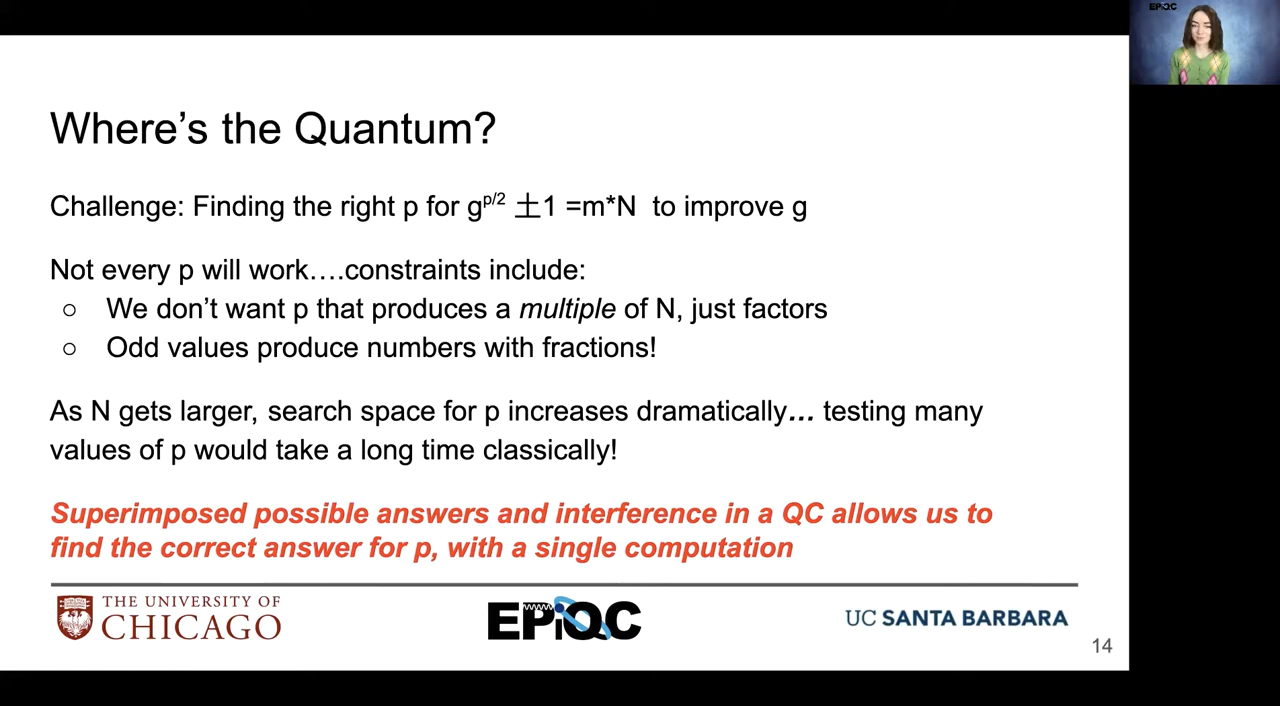 EPiQC
Where's the Quantum?
Challenge: Finding the right p for g^{p/2} 土1 =m*N to improve g
Not every p will work….constraints include:
○ We don't want p that produces a multiple of N, just factors
○ Odd values produce numbers with fractions!
As N gets larger, search space for p increases dramatically… testing many
values of p would take a long time classically!
Superimposed possible answers and interference in a QC allows us to
find the correct answer for p, with a single computation
THE UNIVERSITY OF
CHICAGO
EPiQC
UC SANTA BARBARA
14